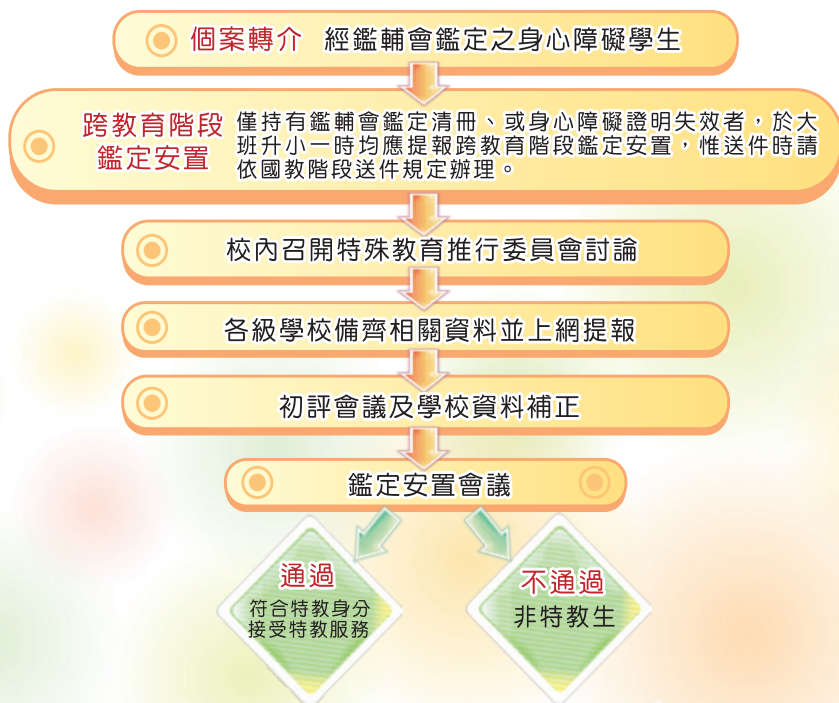 個案轉介 經鑑輔會鑑定之身心障礙學生
跨教育階段
鑑定安置
僅持有鑑輔會鑑定清冊、或身心障礙證明失效者，於大
班升小一時均應提報跨教育階段鑑定安置，惟送件時請
依國教階段送件規定辦理。
校內召開特殊教育推行委員會討論
各級學校備齊相關資料並上網提報
初評會議及學校資料補正
鑑定安置會議
通過
符合特教身分
接受特教服務
不通過
非特教生